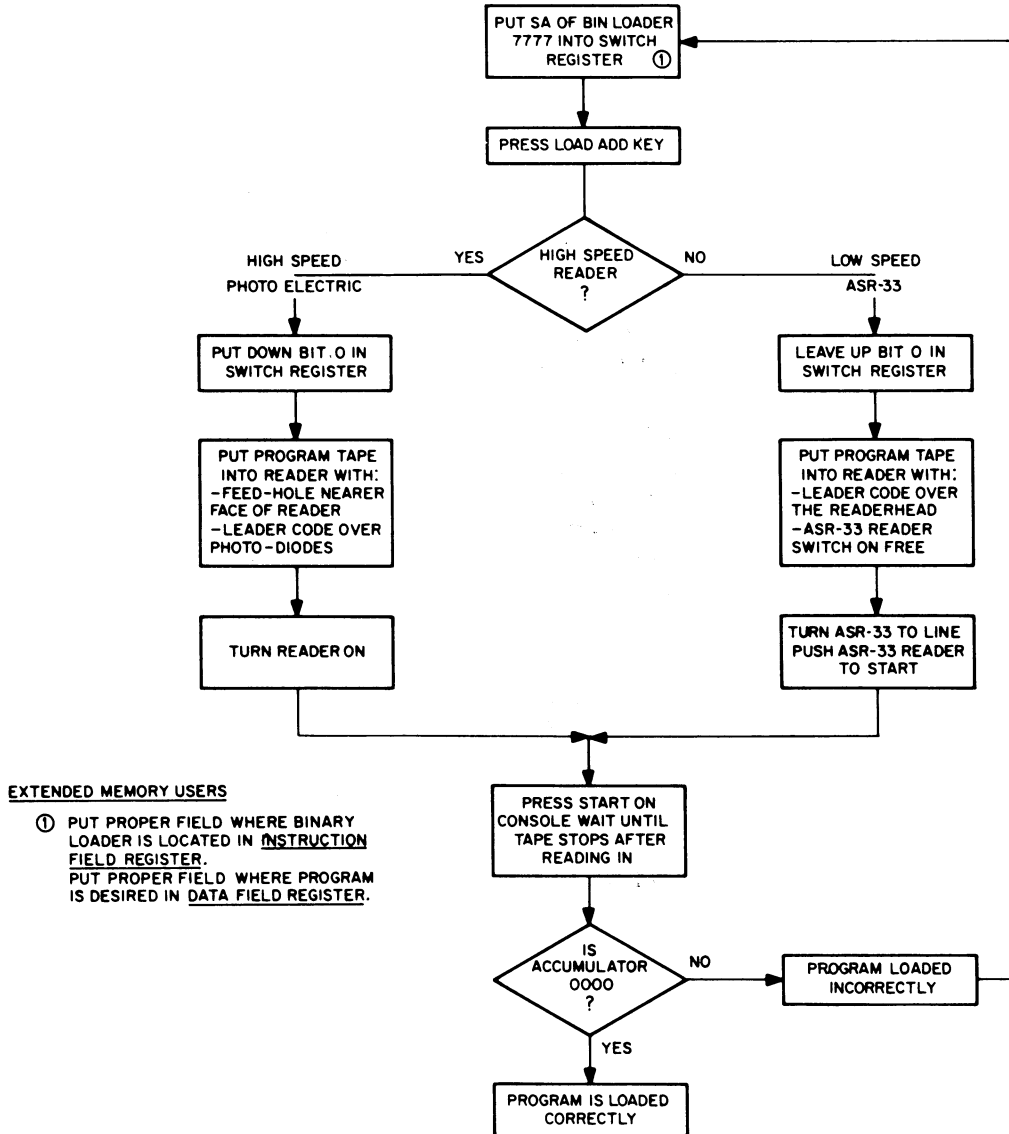 PUT SA OF BIN LOADER
7777 INTO SWITCH
REGISTER ①
PRESS LOAD ADD KEY
HIGH SPEED
READER
?
YES
NO
HIGH SPEED
PHOTO ELECTRIC
LOW SPEED
ASR-33
PUT DOWN BIT.0 IN
SWITCH REGISTER
LEAVE UP BIT 0 IN
SWITCH REGISTER
PUT PROGRAM TAPE
INTO READER WITH:
-FEED-HOLE NEARER
FACE OF READER
-LEADER CODE OVER
PHOTO-DIODES
PUT PROGRAM TAPE
INTO READER WITH:
-LEADER CODE OVER
THE READERHEAD
-ASR-33 READER
SWITCH ON FREE
TURN READER ON
TURN ASR-33 TO LINE
PUSH ASR-33 READER
TO START
EXTENDED MEMORY USERS
① PUT PROPER FIELD WHERE BINARY
LOADER IS LOCATED IN INSTRUCTION
FIELD REGISTER.
PUT PROPER FIELD WHERE PROGRAM
IS DESIRED IN DATA FIELD REGISTER.
PRESS START ON
CONSOLE WAIT UNTIL
TAPE STOPS AFTER
READING IN
IS
ACCUMULATOR
0000
?
NO
PROGRAM LOADED
INCORRECTLY
YES
PROGRAM IS LOADED
CORRECTLY